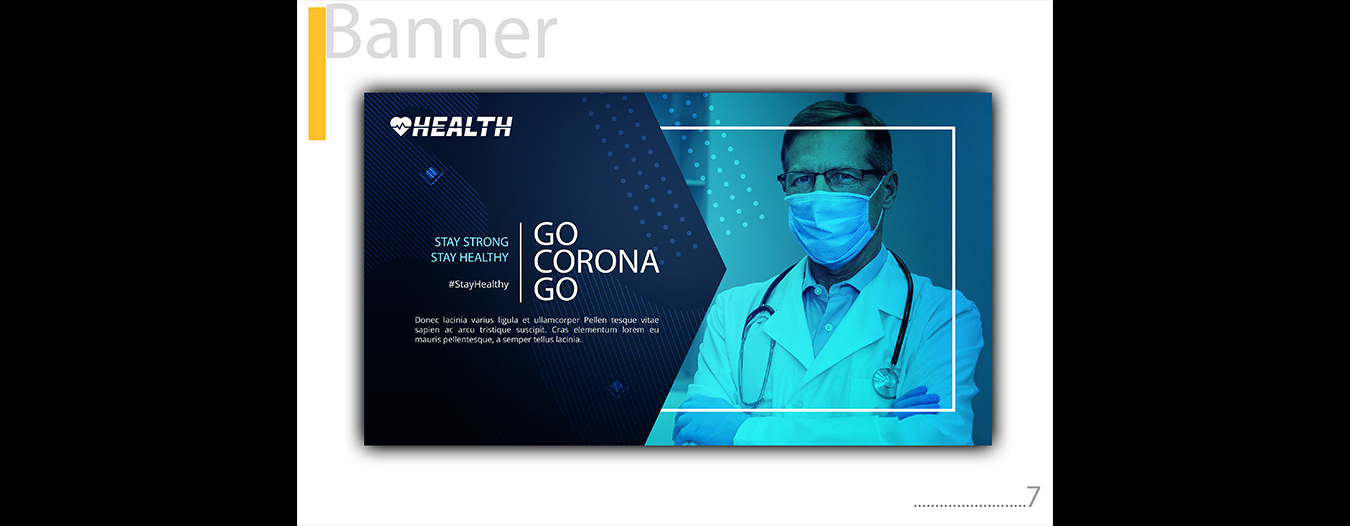 Banner
HEALTH
STAY STRONG
STAY HEALTHY
#StayHealthy
GO
CORONA
GO
Donec lacinia varius ligula et ullamcorper Pellen tesque vitae
sapien ac arcu tristique suscipit. Cras elementum lorem eu
mauris pellentesque, a semper tellus lacinia.
..........................7